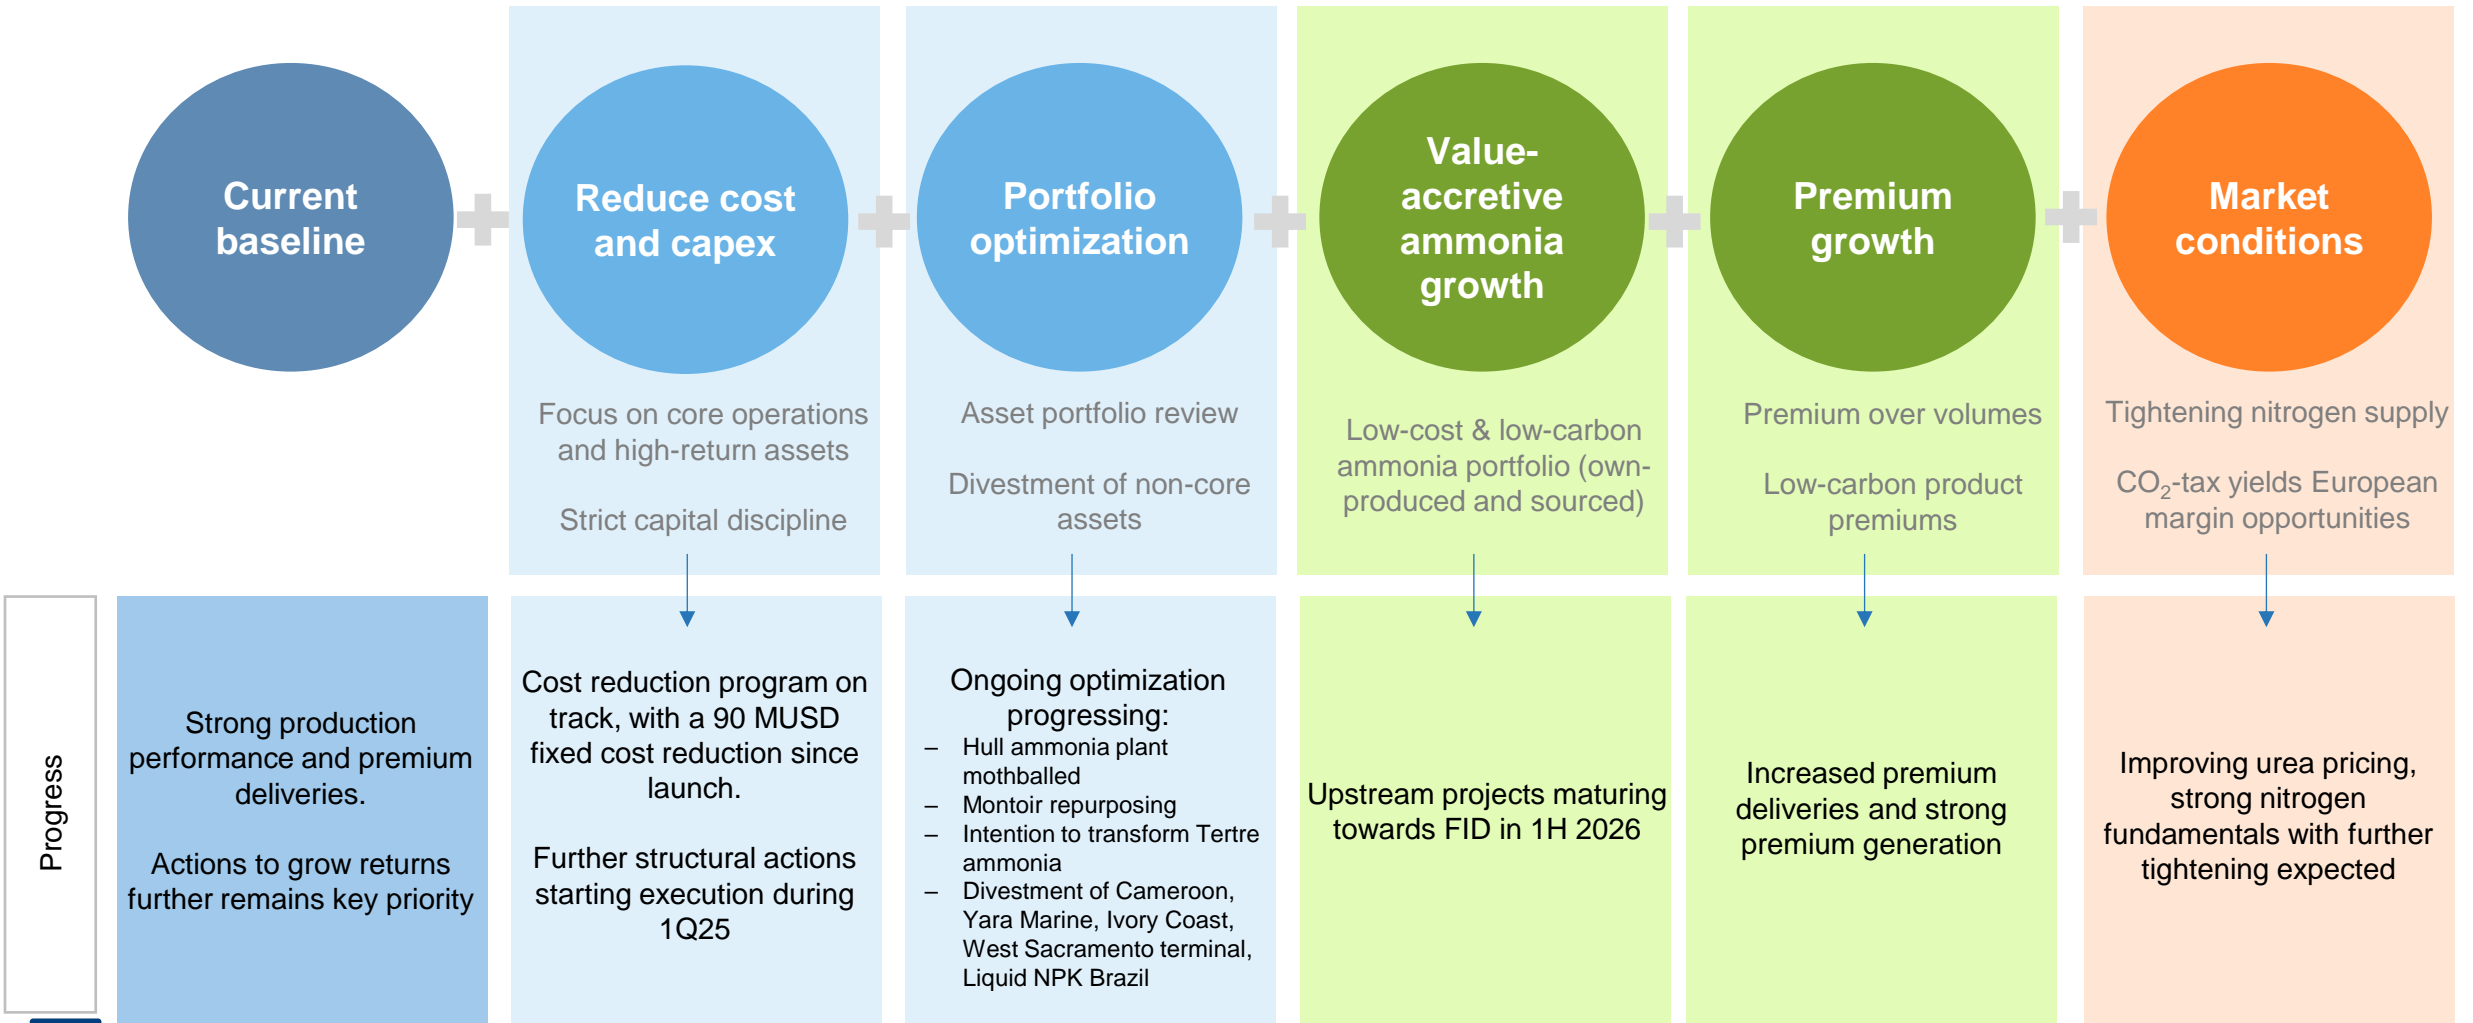 Current
baseline
Reduce cost
and capex
Portfolio
optimization
Value-
accretive
ammonia
growth
Premium
growth
Market
conditions
Focus on core operations
and high-return assets
Strict capital discipline
Asset portfolio review
Divestment of non-core
assets
Low-cost & low-carbon
ammonia portfolio (own-
produced and sourced)
Premium over volumes
Low-carbon product
premiums
Tightening nitrogen supply
CO₂-tax yields European
margin opportunities
Progress
Strong production
performance and premium
deliveries.
Actions to grow returns
further remains key priority
Cost reduction program on
track, with a 90 MUSD
fixed cost reduction since
launch.
Further structural actions
starting execution during
1Q25
Ongoing optimization
progressing:
– Hull ammonia plant
mothballed
– Montoir repurposing
– Intention to transform Tertre
ammonia
– Divestment of Cameroon,
Yara Marine, Ivory Coast,
West Sacramento terminal,
Liquid NPK Brazil
Upstream projects maturing
towards FID in 1H 2026
Increased premium
deliveries and strong
premium generation
Improving urea pricing,
strong nitrogen
fundamentals with further
tightening expected